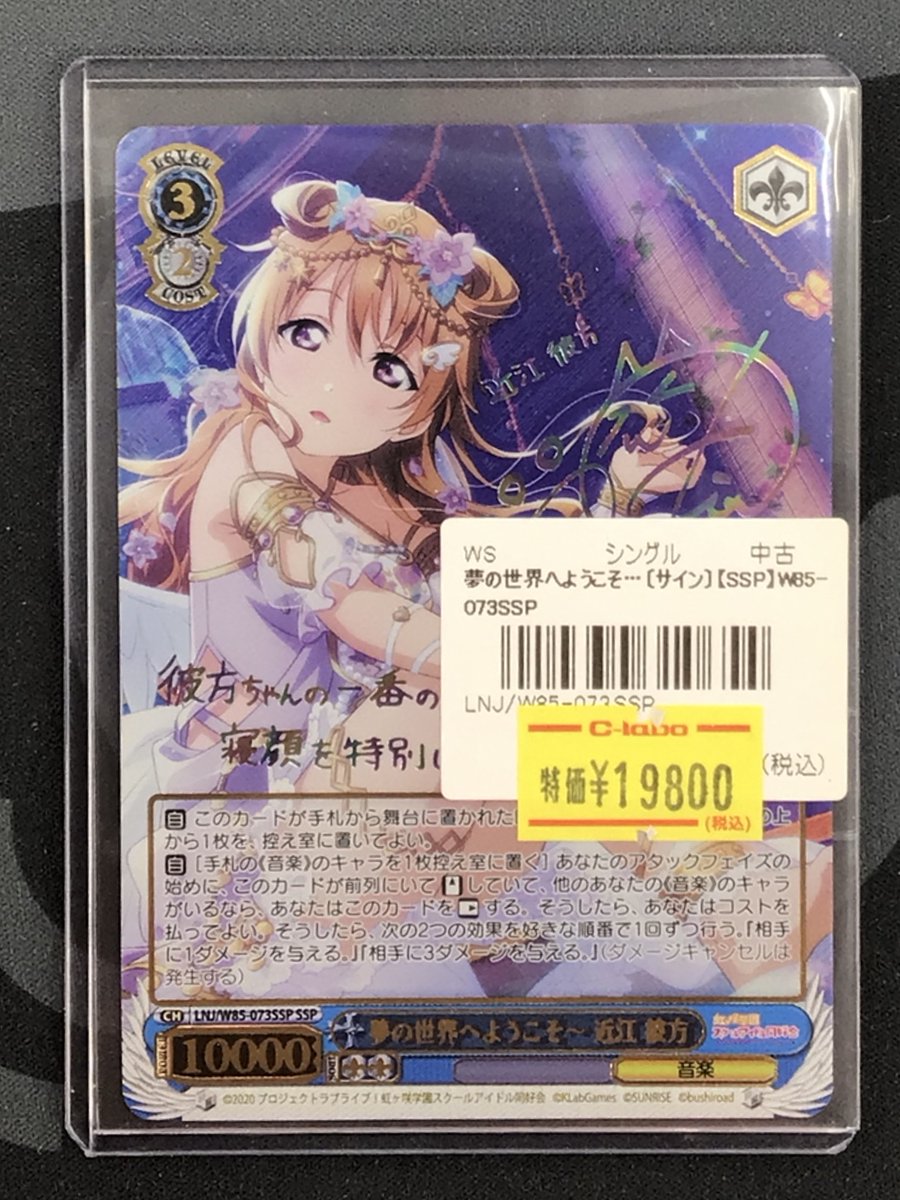 LEVEL
3
2
COST
近江 彼方
WS シングル 中古
夢の世界へようこそ…〔サイン〕【SSP】W85-
073SSP
LNJ/W85-073SSP
C-labo
特価¥19800
(税込)
(税込)
彼方ちゃんの一番の
寝顔を特別
自 このカードが手札から舞台に置かれた
の上
から1枚を、控え室に置いてよい。
自 [手札の《音楽》のキャラを1枚控え室に置く] あなたのアタックフェイズの
始めに、このカードが前列にいて していて、他のあなたの《音楽》のキャラ
がいるなら、あなたはこのカードを する。そうしたら、あなたはコストを
払ってよい。そうしたら、次の2つの効果を好きな順番で1回ずつ行う。『相手
に1ダメージを与える。』『相手に3ダメージを与える。』(ダメージキャンセルは
発生する)
CH LNJ/W85-073SSP SSP
夢の世界へようこそ～ 近江 彼方
10000
音楽
©2020 プロジェクトラブライブ！虹ヶ咲学園スクールアイドル同好会 ©KLabGames ©SUNRISE ©bushiroad